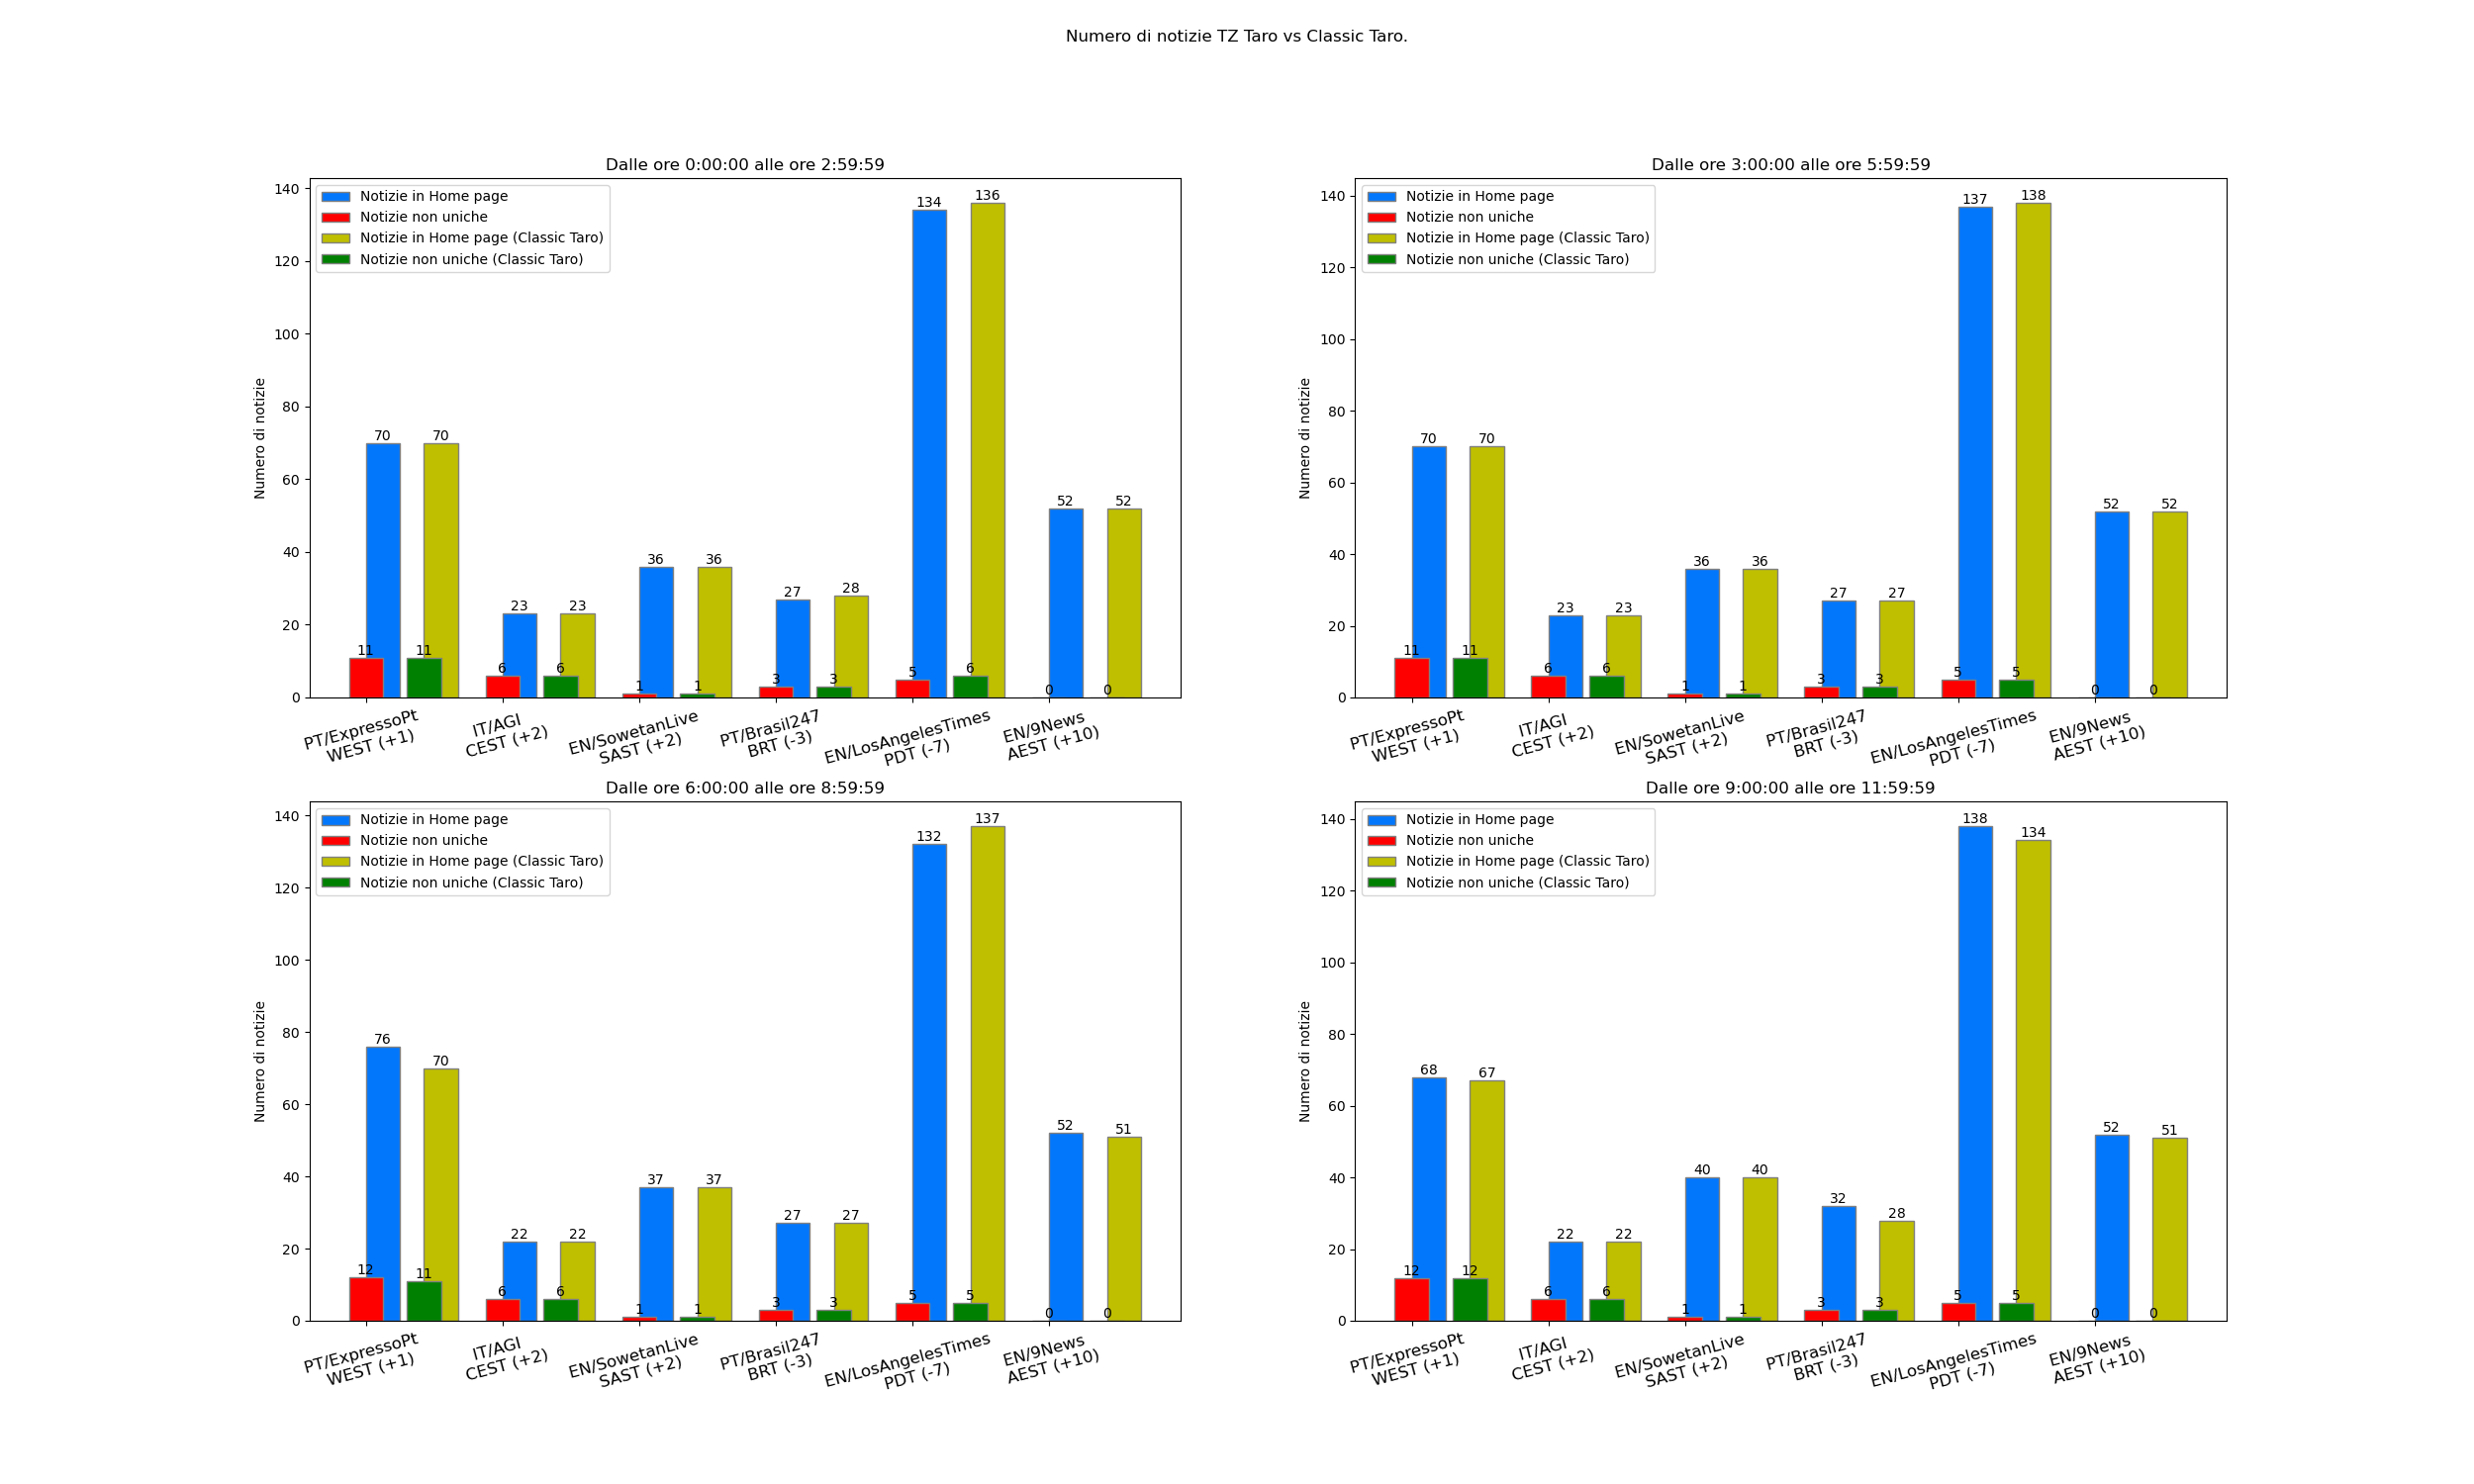 Numero di notizie TZ Taro vs Classic Taro.
Dalle ore 0:00:00 alle ore 2:59:59
Notizie in Home page
Notizie non uniche
Notizie in Home page (Classic Taro)
Notizie non uniche (Classic Taro)
Numero di notizie
140
120
100
80
60
40
20
0
11 70 11 70
6 23 6 23
1 36 1 36
3 27 3 28
5 134 6 136
0 52 0 52
PT/ExpressoPt
WEST (+1)
IT/AGI
CEST (+2)
EN/SowetanLive
SAST (+2)
PT/Brasil247
BRT (-3)
EN/LosAngelesTimes
PDT (-7)
EN/9News
AEST (+10)
Dalle ore 3:00:00 alle ore 5:59:59
Notizie in Home page
Notizie non uniche
Notizie in Home page (Classic Taro)
Notizie non uniche (Classic Taro)
Numero di notizie
140
120
100
80
60
40
20
0
11 70 11 70
6 23 6 23
1 36 1 36
3 27 3 27
5 137 5 138
0 52 0 52
PT/ExpressoPt
WEST (+1)
IT/AGI
CEST (+2)
EN/SowetanLive
SAST (+2)
PT/Brasil247
BRT (-3)
EN/LosAngelesTimes
PDT (-7)
EN/9News
AEST (+10)
Dalle ore 6:00:00 alle ore 8:59:59
Notizie in Home page
Notizie non uniche
Notizie in Home page (Classic Taro)
Notizie non uniche (Classic Taro)
Numero di notizie
140
120
100
80
60
40
20
0
12 76 11 70
6 22 6 22
1 37 1 37
3 27 3 27
5 132 5 137
0 52 0 51
PT/ExpressoPt
WEST (+1)
IT/AGI
CEST (+2)
EN/SowetanLive
SAST (+2)
PT/Brasil247
BRT (-3)
EN/LosAngelesTimes
PDT (-7)
EN/9News
AEST (+10)
Dalle ore 9:00:00 alle ore 11:59:59
Notizie in Home page
Notizie non uniche
Notizie in Home page (Classic Taro)
Notizie non uniche (Classic Taro)
Numero di notizie
140
120
100
80
60
40
20
0
12 68 12 67
6 22 6 22
1 40 1 40
3 32 3 28
5 138 5 134
0 52 0 51
PT/ExpressoPt
WEST (+1)
IT/AGI
CEST (+2)
EN/SowetanLive
SAST (+2)
PT/Brasil247
BRT (-3)
EN/LosAngelesTimes
PDT (-7)
EN/9News
AEST (+10)